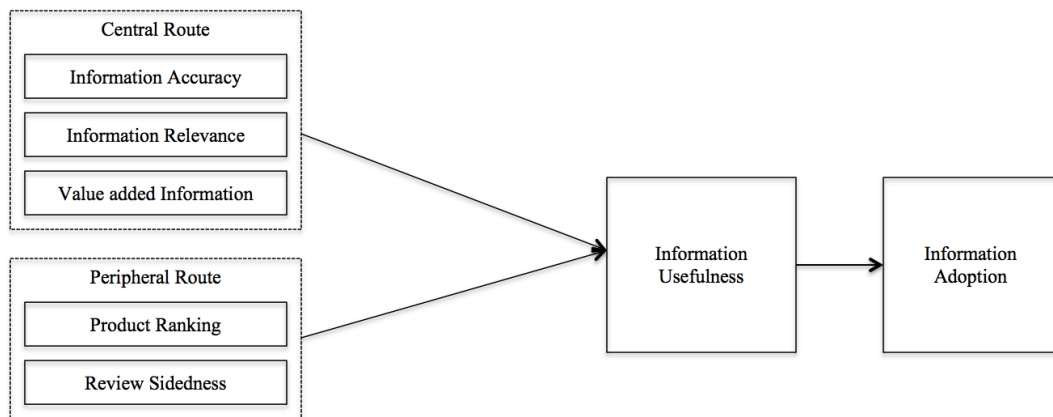 Central Route
Information Accuracy
Information Relevance
Value added Information
Peripheral Route
Product Ranking
Review Sidedness
Information
Usefulness
Information
Adoption